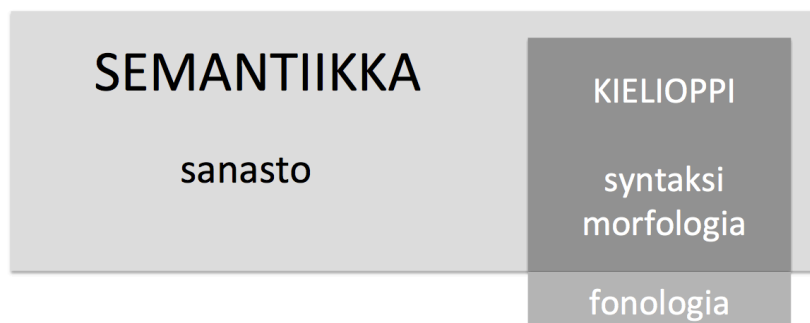 SEMANTIIKKA
sanasto
KIELIOPPI
syntaksi
morfologia
fonologia